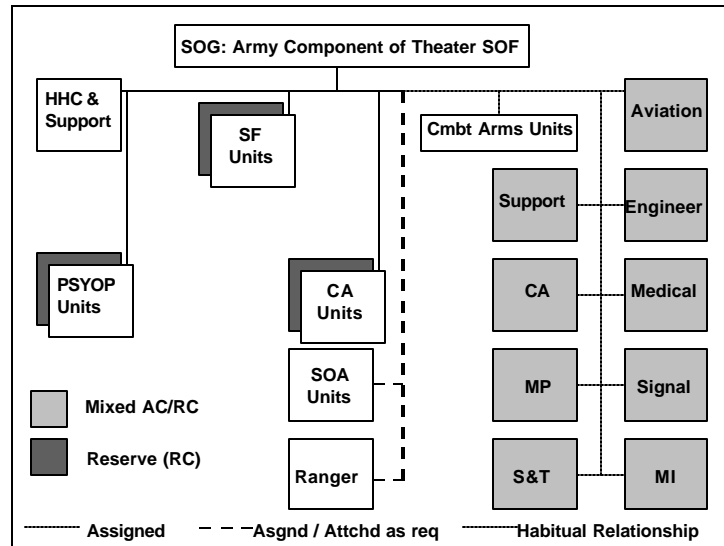 SOG: Army Component of Theater SOF
HHC &
Support
SF
Units
Cmbt Arms Units
Aviation
Support
Engineer
PSYOP
Units
CA
Units
CA
Medical
SOA
Units
MP
Signal
Mixed AC/RC
Reserve (RC)
Ranger
S&T
MI
Assigned
Asgnd / Attchd as req
Habitual Relationship